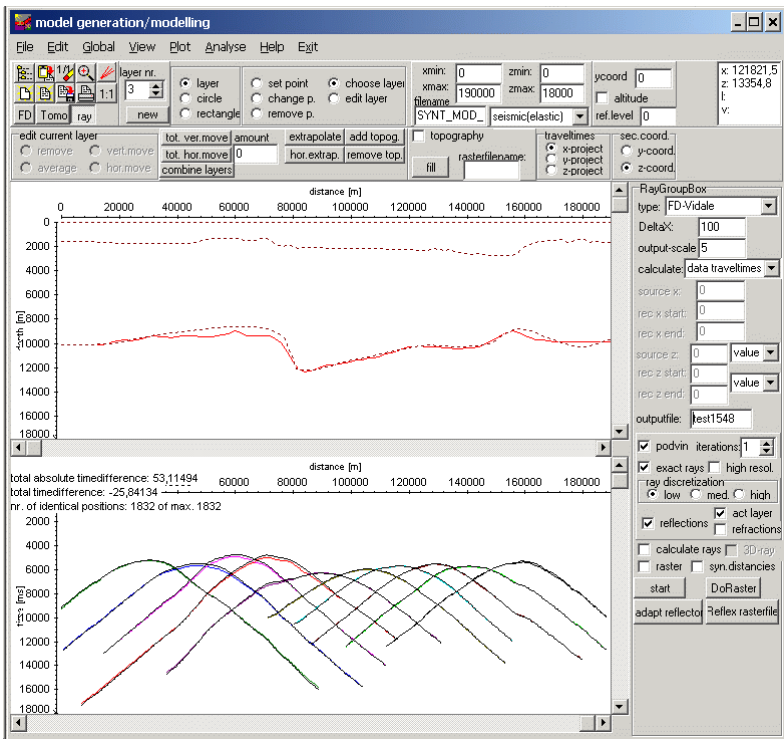 model generation/modelling
File Edit Global View Plot Analyse Help Exit
layer nr.
3
new
1/2
1:1
FD Tomo ray
layer
circle
rectangle
set point
change p.
remove p.
choose layer
edit layer
xmin: 0 zmin: 0
xmax: 190000 zmax: 18000
filename
SYNT_MOD_ seismic(elastic)
ycoord 0
altitude
ref.level 0
x: 121821,5
z: 13354,8
l:
v:
edit current layer
remove vert.move
average hor.move
tot. ver.move amount
tot. hor.move 0
combine layers
extrapolate add topog.
hor.extrap. remove top.
topography
fill rasterfilename:
traveltimes
x-project
y-project
z-project
sec.coord.
y-coord.
z-coord.
distance [m]
0 20000 40000 60000 80000 100000 120000 140000 160000 180000
0
2000
4000
6000
8000
10000
12000
14000
16000
18000
RayGroupBox
type: FD-Vidale
DeltaX: 100
output-scale 5
calculate: data traveltimes
source x: 0
rec x start: 0
rec x end: 0
source z: 0 value
rec z start: 0
rec z end: 0 value
outputfile: test1548
podvin iterations: 1
exact rays high resol.
ray discretization
low med. high
act layer
reflections
refractions
calculate rays 3D-ray
raster syn.distancies
start DoRaster
adapt reflector Reflex rasterfile
distance [m]
total absolute timedifference: 53,11494
total timedifference: -25,84134
nr. of identical positions: 1832 of max. 1832
60000 80000 100000 120000 140000 160000 180000
2000
4000
6000
8000
10000
12000
14000
16000
18000